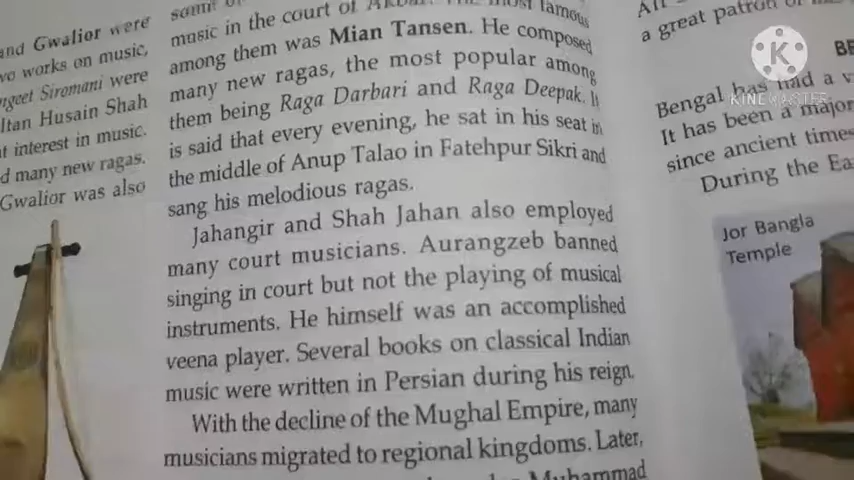 and Gwalior were
works on music,
Siromani were
Husain Shah
interest in music.
many new ragas.
Gwalior was also
music in the court of Akbar. The most famous
among them was Mian Tansen. He composed
many new ragas, the most popular among
them being Raga Darbari and Raga Deepak. It
is said that every evening, he sat in his seat in
the middle of Anup Talao in Fatehpur Sikri and
sang his melodious ragas.
Jahangir and Shah Jahan also employed
many court musicians. Aurangzeb banned
singing in court but not the playing of musical
instruments. He himself was an accomplished
veena player. Several books on classical Indian
music were written in Persian during his reign.
With the decline of the Mughal Empire, many
musicians migrated to regional kingdoms. Later,
Muhammad
a great patron of
BE
Bengal has had a
It has been a major
since ancient times
During the
Jor Bangla
Temple
K
KINEMASTER